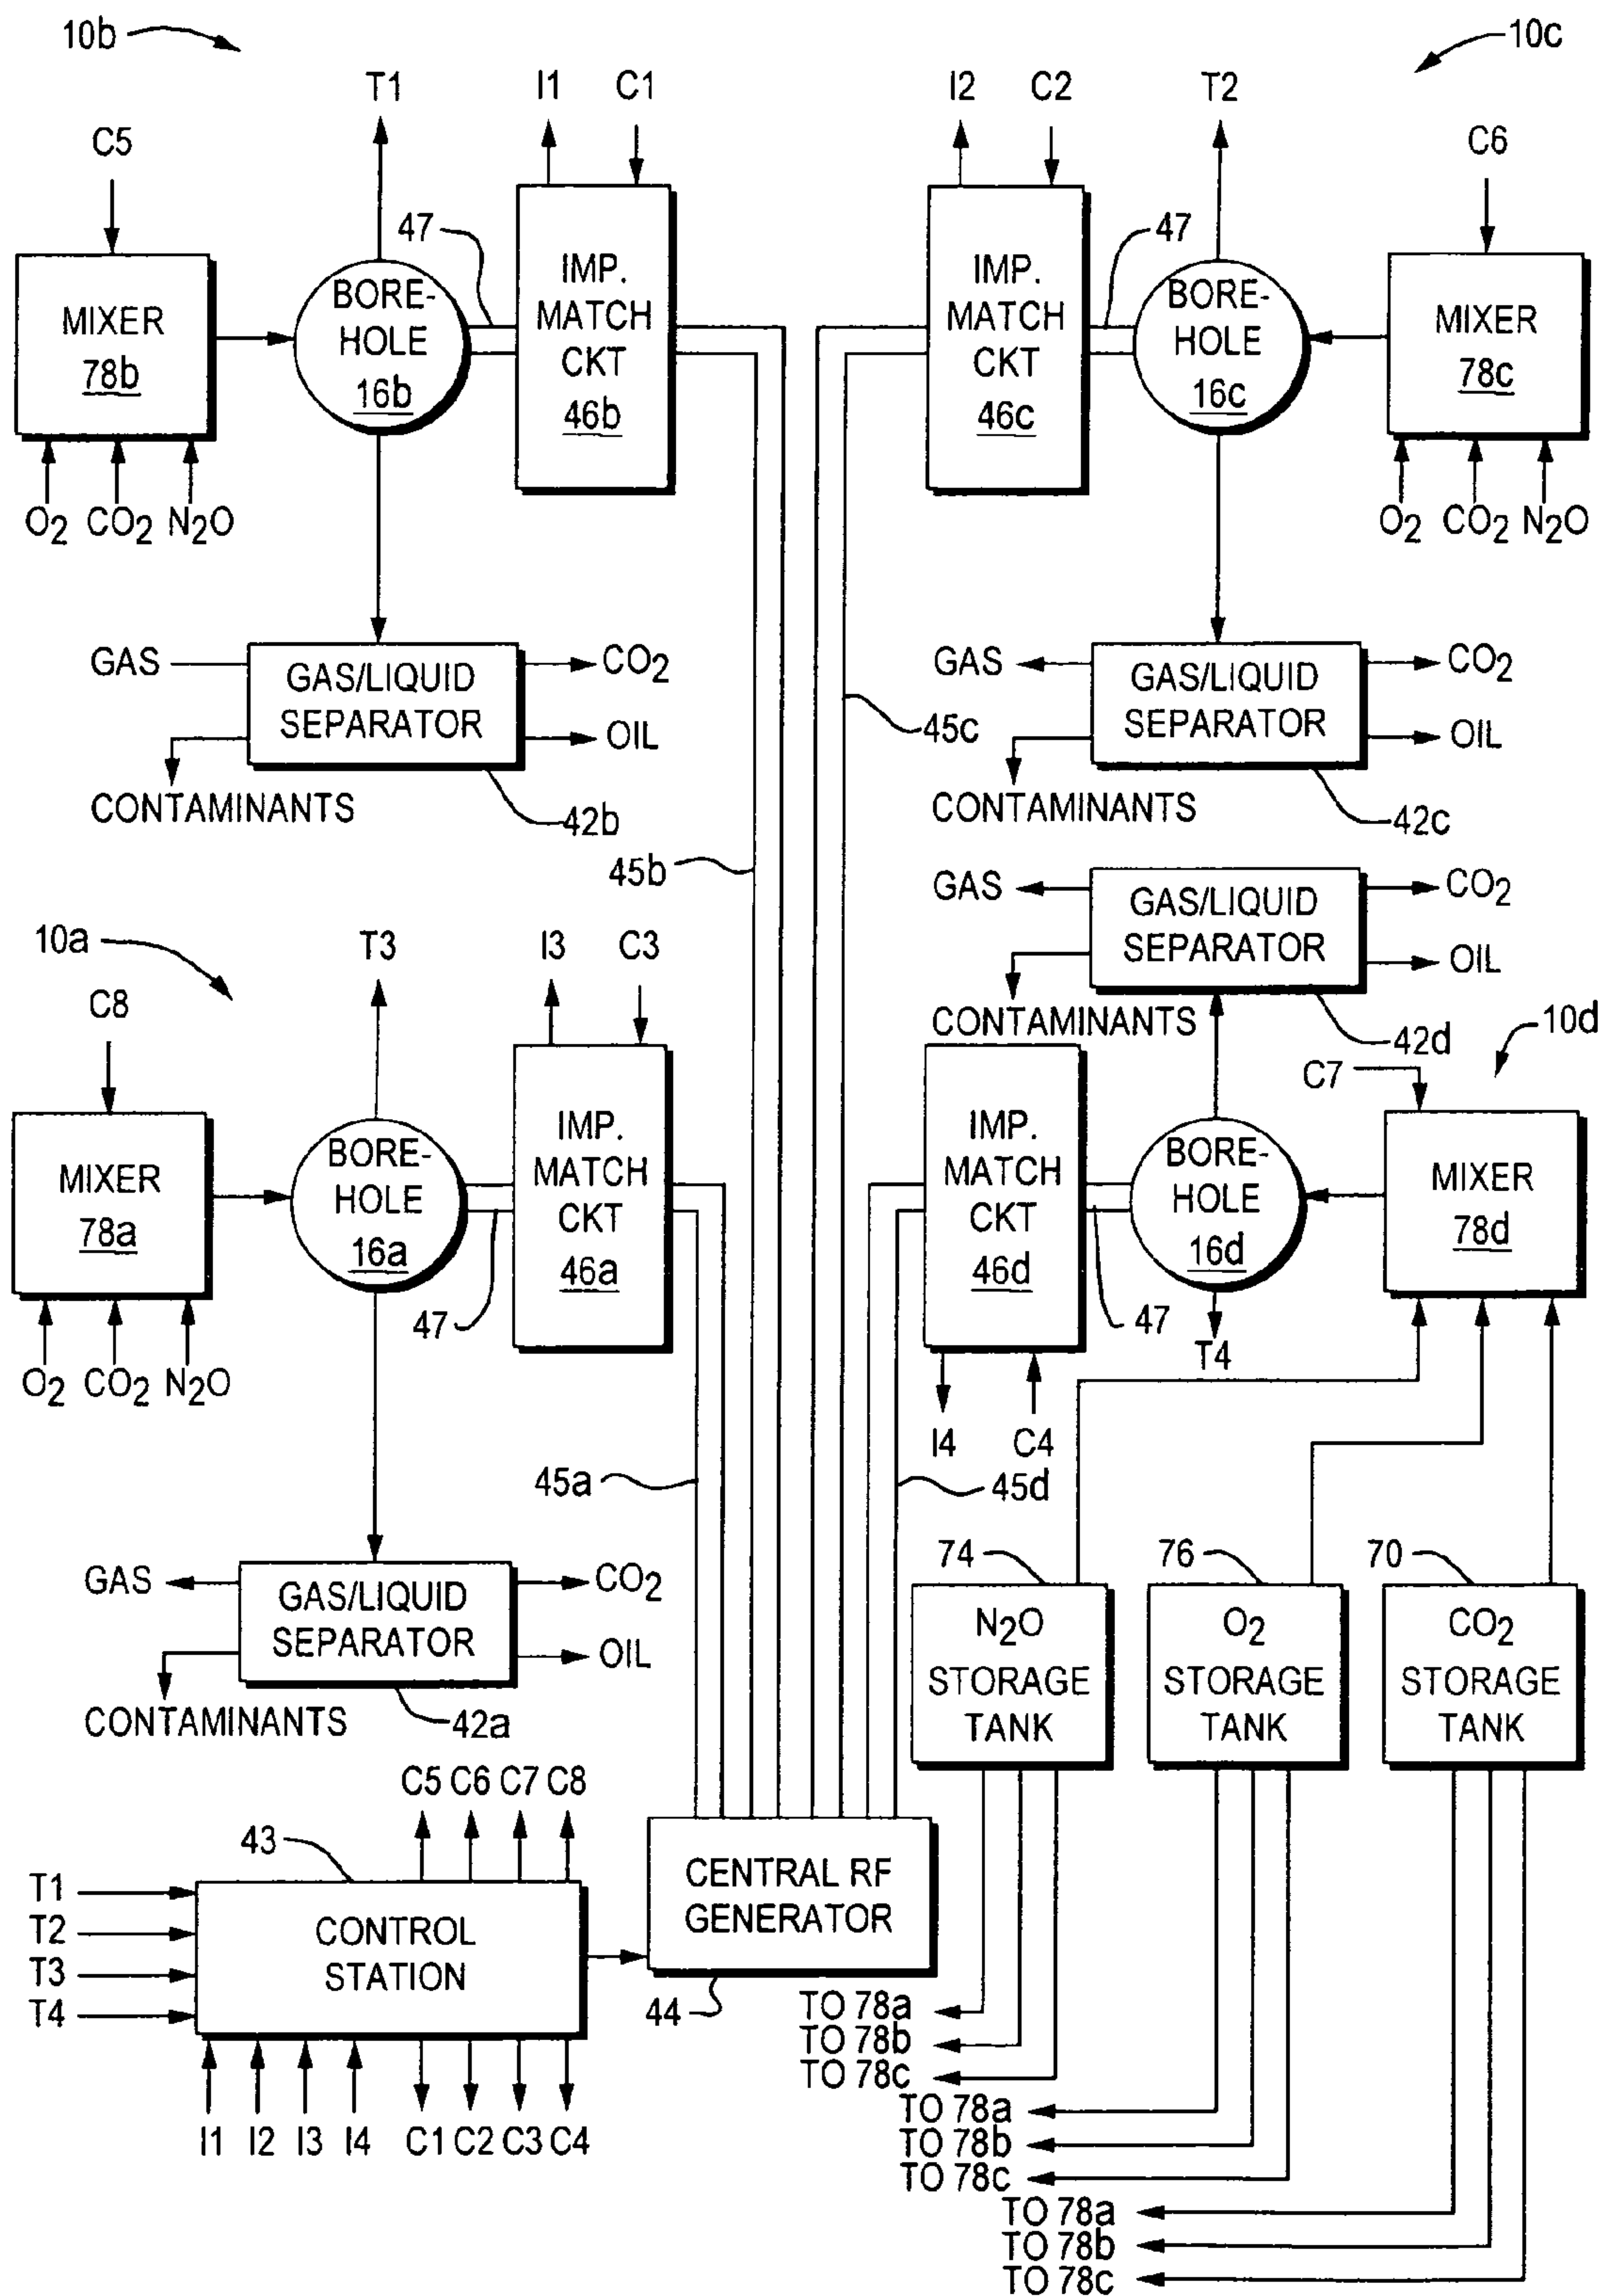 10b
10c
T1
I1
C1
I2
C2
T2
C5
C6
47
47
MIXER
78b
BORE-
HOLE
16b
IMP.
MATCH
CKT
46b
IMP.
MATCH
CKT
46c
BORE-
HOLE
16c
MIXER
78c
O2 CO2 N2O
O2 CO2 N2O
GAS
GAS/LIQUID
SEPARATOR
CO2
OIL
CONTAMINANTS
42b
GAS
GAS/LIQUID
SEPARATOR
CO2
OIL
CONTAMINANTS
42c
45c
45b
GAS
GAS/LIQUID
SEPARATOR
CO2
OIL
CONTAMINANTS
42d
10a
T3
I3
C3
C8
10d
C7
MIXER
78a
BORE-
HOLE
16a
IMP.
MATCH
CKT
46a
IMP.
MATCH
CKT
46d
BORE-
HOLE
16d
MIXER
78d
47
47
O2 CO2 N2O
T4
I4
C4
45a
45d
GAS
GAS/LIQUID
SEPARATOR
CO2
OIL
CONTAMINANTS
42a
74
76
70
N2O
STORAGE
TANK
O2
STORAGE
TANK
CO2
STORAGE
TANK
C5 C6 C7 C8
43
T1
T2
T3
T4
CONTROL
STATION
CENTRAL RF
GENERATOR
44
I1 I2 I3 I4 C1 C2 C3 C4
TO 78a
TO 78b
TO 78c
TO 78a
TO 78b
TO 78c
TO 78a
TO 78b
TO 78c